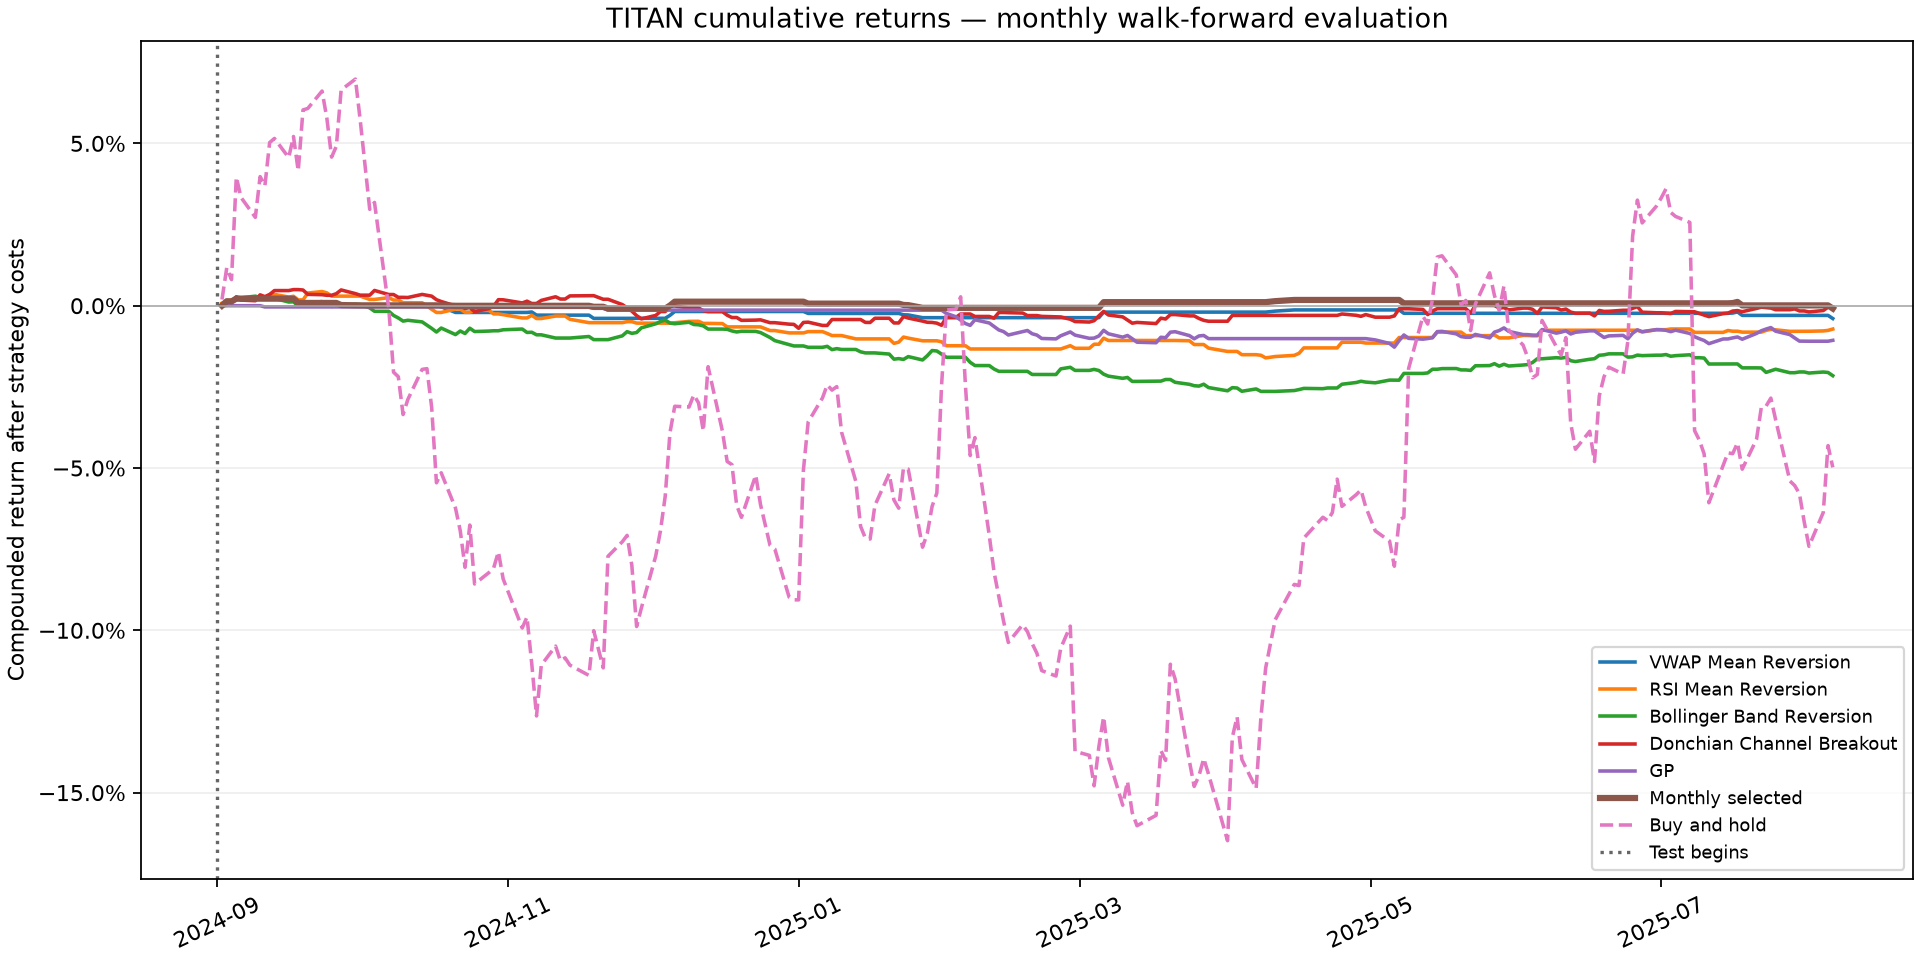 TITAN cumulative returns — monthly walk-forward evaluation
Compounded return after strategy costs
5.0%
0.0%
−5.0%
−10.0%
−15.0%
2024-09
2024-11
2025-01
2025-03
2025-05
2025-07
VWAP Mean Reversion
RSI Mean Reversion
Bollinger Band Reversion
Donchian Channel Breakout
GP
Monthly selected
Buy and hold
Test begins